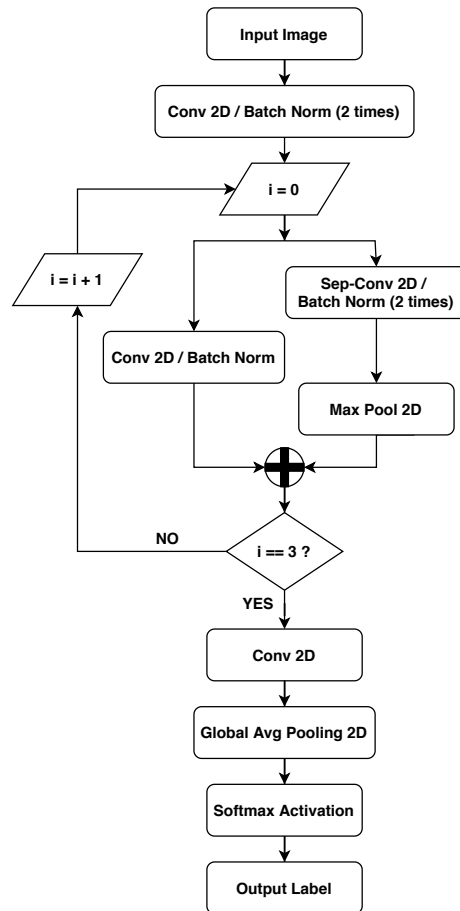 Input Image
Conv 2D / Batch Norm (2 times)
i = 0
i = i + 1
Sep-Conv 2D /
Batch Norm (2 times)
Conv 2D / Batch Norm
Max Pool 2D
NO
i == 3 ?
YES
Conv 2D
Global Avg Pooling 2D
Softmax Activation
Output Label